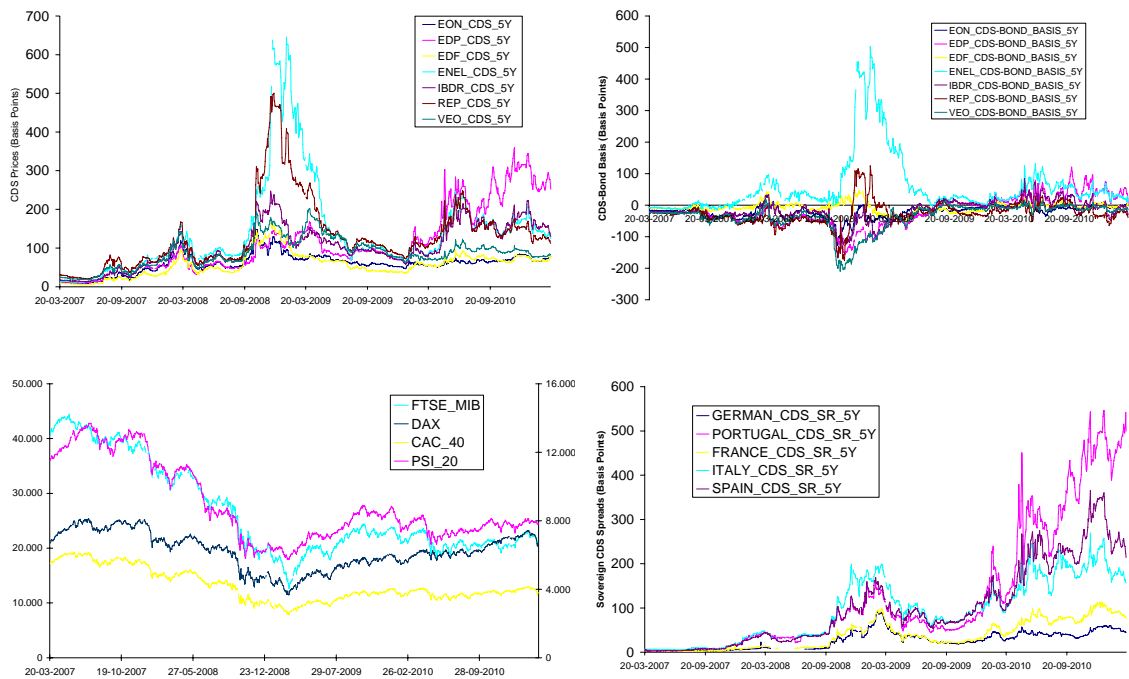 CDS Prices (Basis Points)
700
600
500
400
300
200
100
0
EON_CDS_5Y
EDP_CDS_5Y
EDF_CDS_5Y
ENEL_CDS_5Y
IBDR_CDS_5Y
REP_CDS_5Y
VEO_CDS_5Y
20-03-2007 20-09-2007 20-03-2008 20-09-2008 20-03-2009 20-09-2009 20-03-2010 20-09-2010
CDS-Bond Basis (Basis Points)
600
500
400
300
200
100
0
-100
-200
-300
EON_CDS-BOND_BASIS_5Y
EDP_CDS-BOND_BASIS_5Y
EDF_CDS-BOND_BASIS_5Y
ENEL_CDS-BOND_BASIS_5Y
IBDR_CDS-BOND_BASIS_5Y
REP_CDS-BOND_BASIS_5Y
VEO_CDS-BOND_BASIS_5Y
20-03-2007 20-09-2007 20-03-2008 20-09-2008 20-03-2009 20-09-2009 20-03-2010 20-09-2010
50.000
40.000
30.000
20.000
10.000
0
FTSE_MIB
DAX
CAC_40
PSI_20
16.000
12.000
8.000
4.000
0
20-03-2007 19-10-2007 27-05-2008 23-12-2008 29-07-2009 26-02-2010 28-09-2010
Sovereign CDS Spreads (Basis Points)
600
500
400
300
200
100
0
GERMAN_CDS_SR_5Y
PORTUGAL_CDS_SR_5Y
FRANCE_CDS_SR_5Y
ITALY_CDS_SR_5Y
SPAIN_CDS_SR_5Y
20-03-2007 20-09-2007 20-03-2008 20-09-2008 20-03-2009 20-09-2009 20-03-2010 20-09-2010